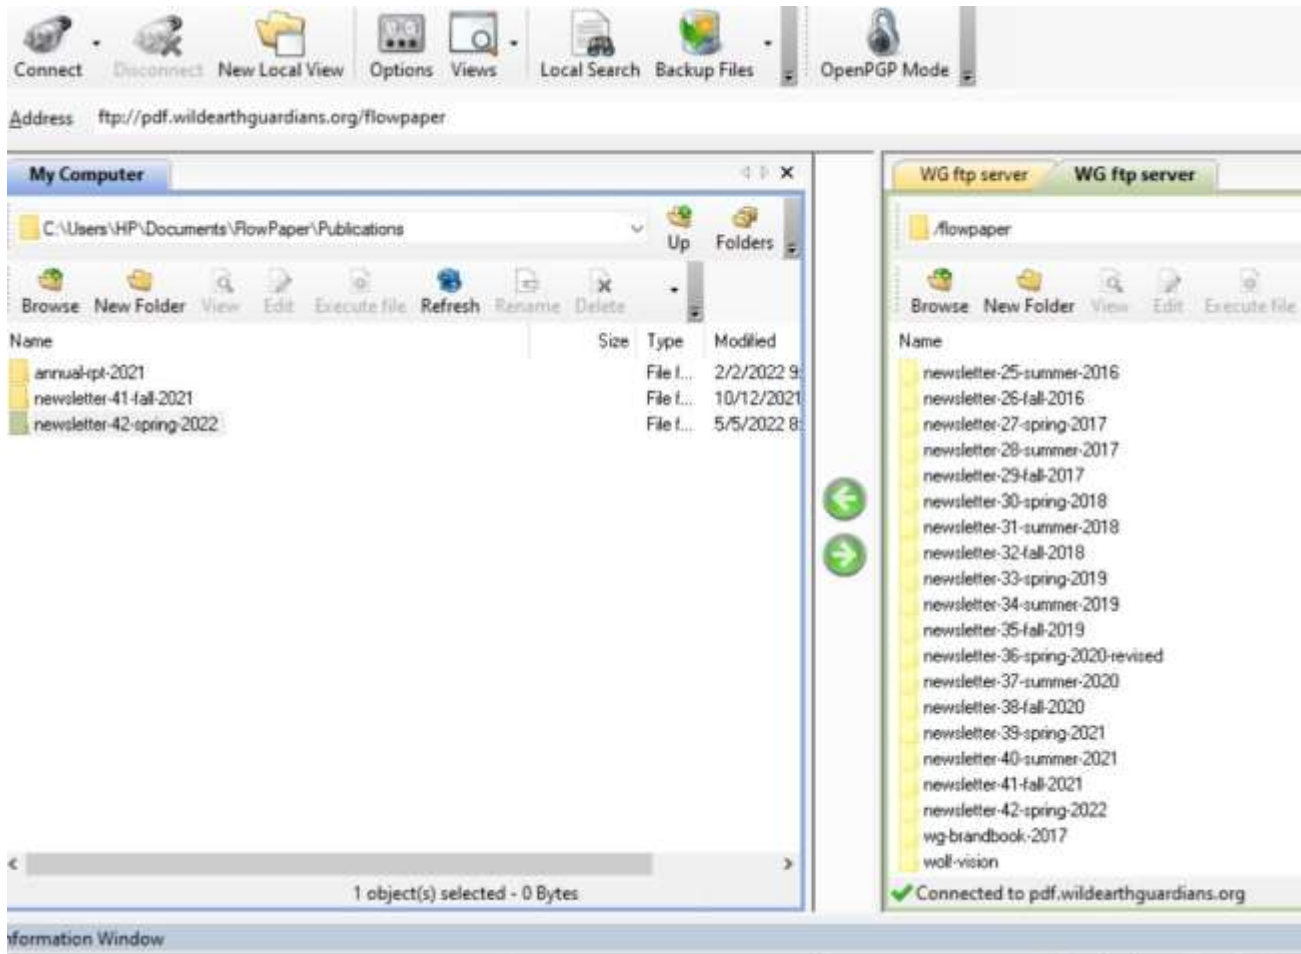 Connect Disconnect New Local View Options Views Local Search Backup Files OpenPGP Mode
Address ftp://pdf.wildearthguardians.org/flowpaper
My Computer
C:\Users\HP\Documents\FlowPaper\Publications
Up Folders
Browse New Folder View Edit Execute file Refresh Rename Delete
Name Size Type Modified
annual-rpt-2021 File f... 2/2/2022 9:
newsletter-41-fall-2021 File f... 10/12/2021
newsletter-42-spring-2022 File f... 5/5/2022 8:
1 object(s) selected - 0 Bytes
WG ftp server WG ftp server
/flowpaper
Browse New Folder View Edit Execute file
Name
newsletter-25-summer-2016
newsletter-26-fall-2016
newsletter-27-spring-2017
newsletter-28-summer-2017
newsletter-29-fall-2017
newsletter-30-spring-2018
newsletter-31-summer-2018
newsletter-32-fall-2018
newsletter-33-spring-2019
newsletter-34-summer-2019
newsletter-35-fall-2019
newsletter-36-spring-2020-revised
newsletter-37-summer-2020
newsletter-38-fall-2020
newsletter-39-spring-2021
newsletter-40-summer-2021
newsletter-41-fall-2021
newsletter-42-spring-2022
wg-brandbook-2017
wolf-vision
Connected to pdf.wildearthguardians.org
nformation Window